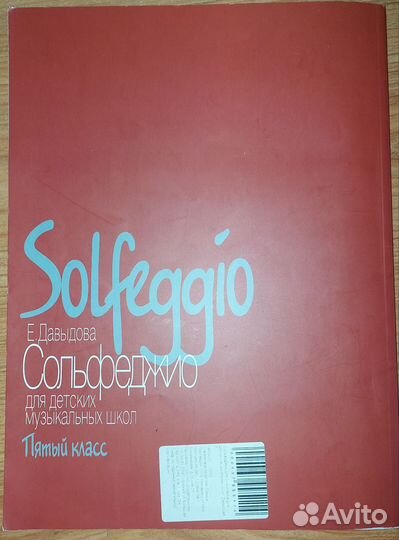 Solfeggio
Е. Давыдова
Сольфеджио
для детских
музыкальных школ
Пятый класс
Avito